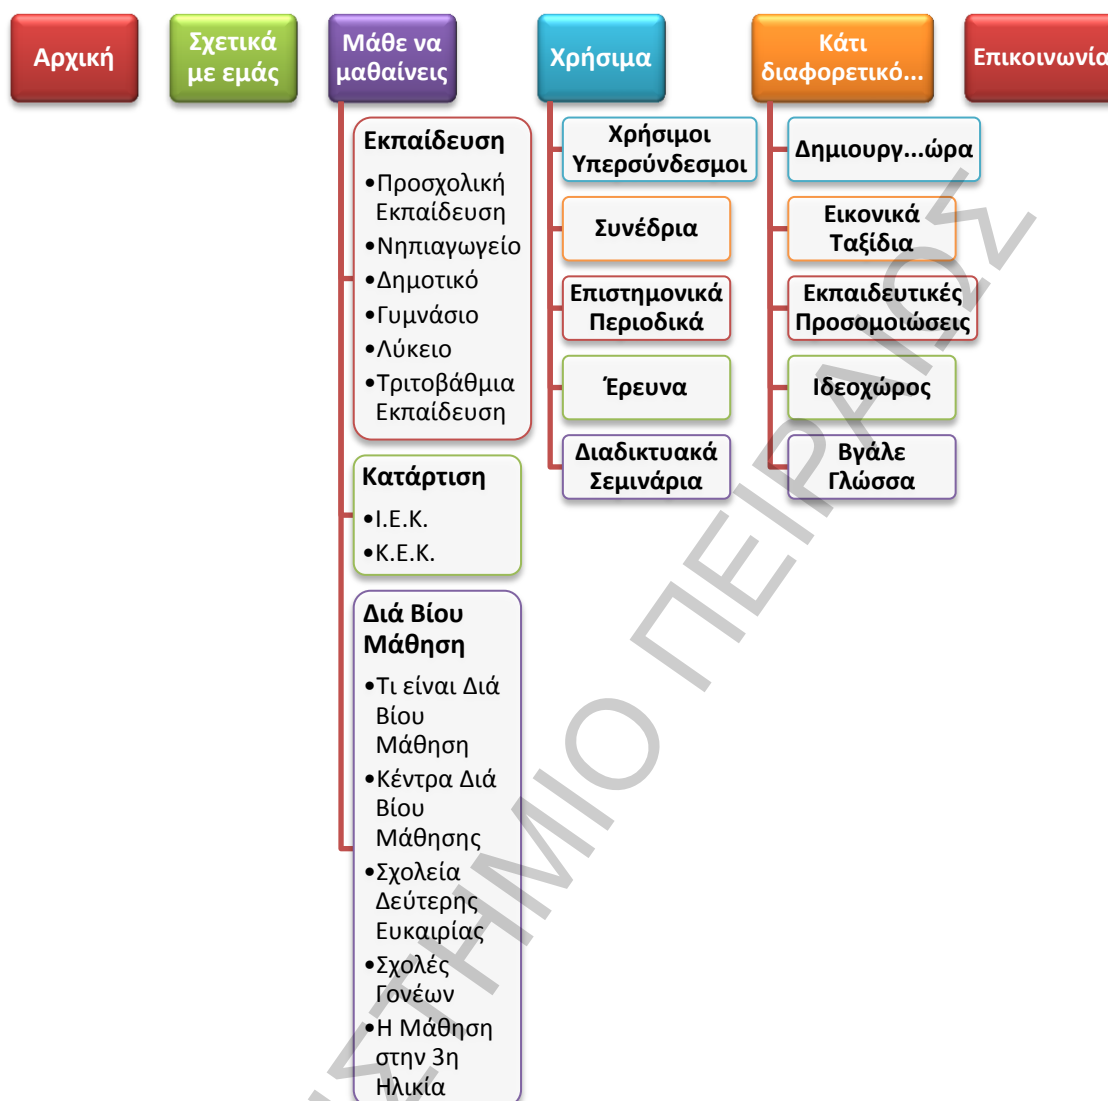 Αρχική
Σχετικά
με εμάς
Μάθε να
μαθαίνεις
Χρήσιμα
Κάτι
διαφορετικό...
Επικοινωνία
Εκπαίδευση
•Προσχολική
Εκπαίδευση
•Νηπιαγωγείο
•Δημοτικό
•Γυμνάσιο
•Λύκειο
•Τριτοβάθμια
Εκπαίδευση
Κατάρτιση
•Ι.Ε.Κ.
•Κ.Ε.Κ.
Διά Βίου
Μάθηση
•Τι είναι Διά
Βίου
Μάθηση
•Κέντρα Διά
Βίου
Μάθησης
•Σχολεία
Δεύτερης
Ευκαιρίας
•Σχολές
Γονέων
•Η Μάθηση
στην 3η
Ηλικία
Χρήσιμοι
Υπερσύνδεσμοι
Συνέδρια
Επιστημονικά
Περιοδικά
Έρευνα
Διαδικτυακά
Σεμινάρια
Δημιουργ...ώρα
Εικονικά
Ταξίδια
Εκπαιδευτικές
Προσομοιώσεις
Ιδεοχώρος
Βγάλε
Γλώσσα
ΙΣΤΗΜΙΟ ΠΕΙΡΑΙΩΣ